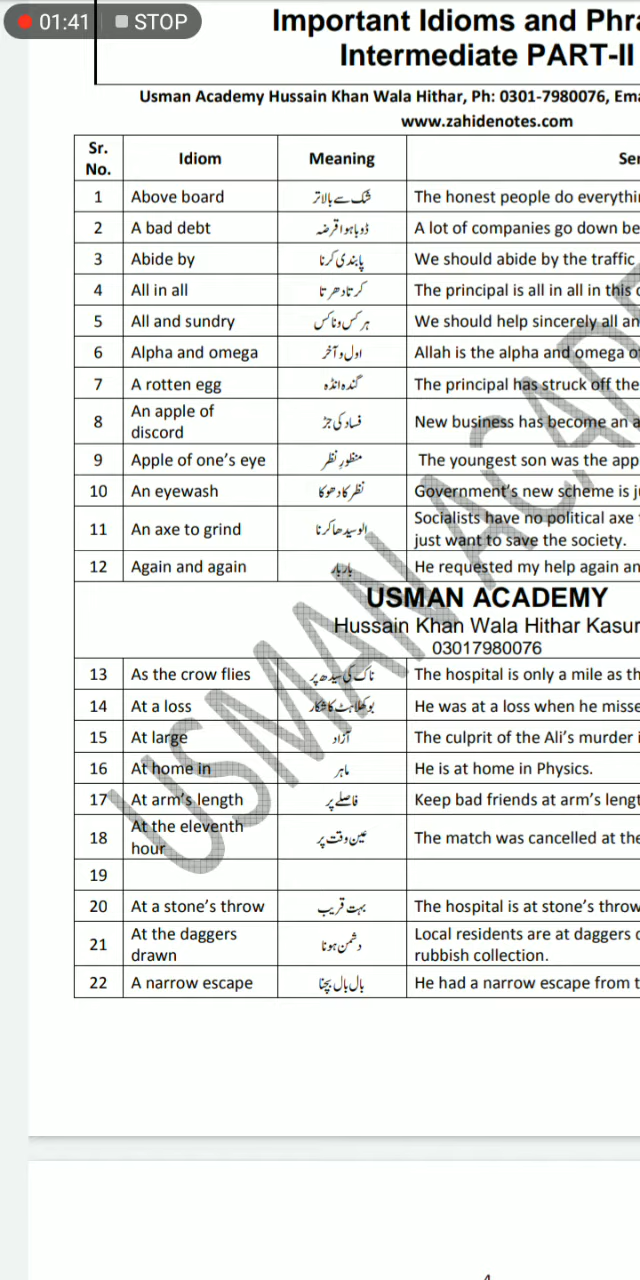 01:41 STOP
Important Idioms and Phra
Intermediate PART-II
Usman Academy Hussain Khan Wala Hithar, Ph: 0301-7980076, Ema
www.zahidenotes.com
Sr. No. Idiom Meaning Sen
1 Above board شک سے بالاتر The honest people do everythin
2 A bad debt ڈوبا ہوا قرضہ A lot of companies go down be
3 Abide by پابندی کرنا We should abide by the traffic
4 All in all کرتا دھرتا The principal is all in all in this c
5 All and sundry ہر کس و ناکس We should help sincerely all an
6 Alpha and omega اول و آخر Allah is the alpha and omega of
7 A rotten egg گندہ انڈہ The principal has struck off the
8 An apple of discord فساد کی جڑ New business has become an a
9 Apple of one’s eye منظورِ نظر The youngest son was the app
10 An eyewash نظر کا دھوکا Government’s new scheme is ju
11 An axe to grind الو سیدھا کرنا Socialists have no political axe
just want to save the society.
12 Again and again بار بار He requested my help again an
USMAN ACADEMY
Hussain Khan Wala Hithar Kasur
03017980076
13 As the crow flies ناک کی سیدھ پر The hospital is only a mile as th
14 At a loss بوکھلاہٹ کا شکار He was at a loss when he misse
15 At large آزاد The culprit of the Ali’s murder i
16 At home in ماہر He is at home in Physics.
17 At arm’s length فاصلے پر Keep bad friends at arm’s lengt
18 At the eleventh hour عین وقت پر The match was cancelled at the
19
20 At a stone’s throw بہت قریب The hospital is at stone’s throw
21 At the daggers drawn دشمن ہونا Local residents are at daggers d
rubbish collection.
22 A narrow escape بال بال بچنا He had a narrow escape from t
USMAN ACAD